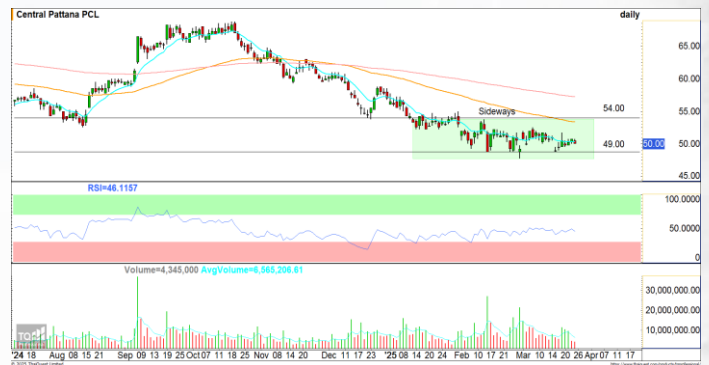 Central Pattana PCL
daily
65.00
60.00
55.00
54.00
Sideways
50.00
50.00
49.00
45.00
RSI=46.1157
100.0000
50.0000
0
Volume=4,345,000 AvgVolume=6,565,206.61
30,000,000.00
20,000,000.00
10,000,000.00
'24 18 Aug 08 15 21 Sep 09 13 19 25 Oct 07 11 18 25 Nov 08 14 20 Dec 11 17 23 '25 08 14 20 24 Feb 10 17 21 Mar 10 14 20 26 Apr 07 11 17